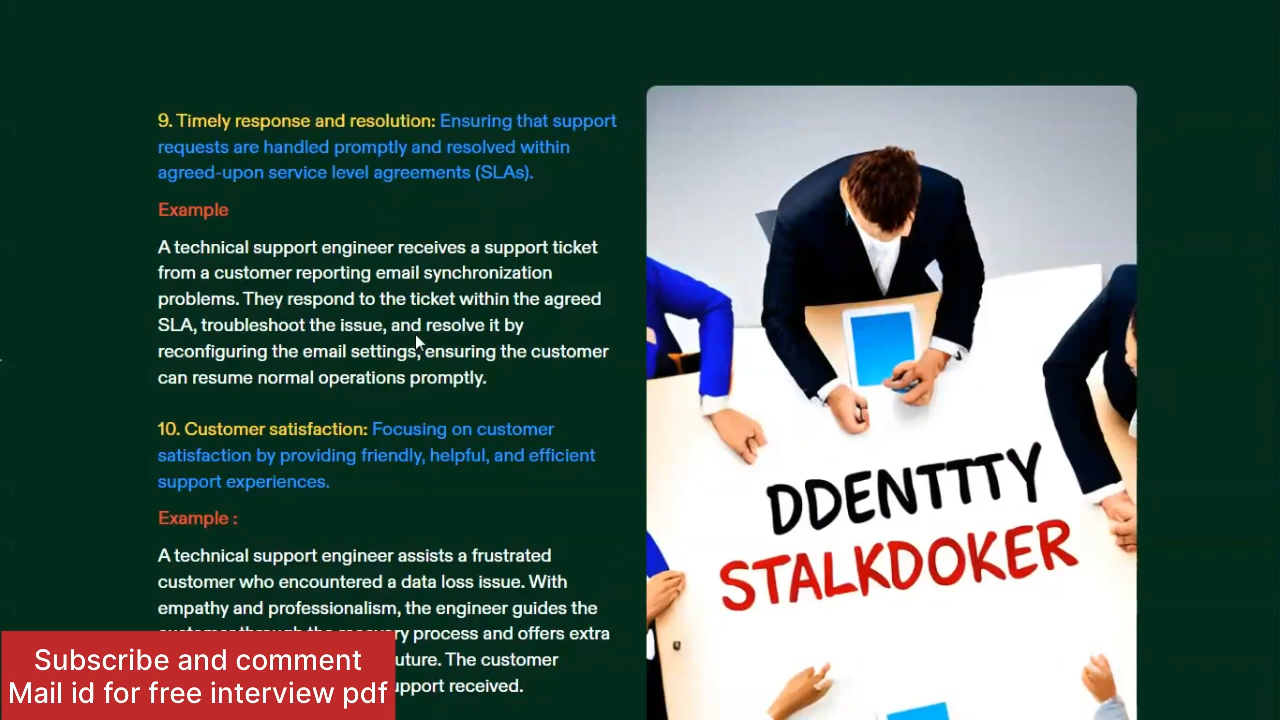 9. Timely response and resolution: Ensuring that support
requests are handled promptly and resolved within
agreed-upon service level agreements (SLAs).
Example
A technical support engineer receives a support ticket
from a customer reporting email synchronization
problems. They respond to the ticket within the agreed
SLA, troubleshoot the issue, and resolve it by
reconfiguring the email settings, ensuring the customer
can resume normal operations promptly.
10. Customer satisfaction: Focusing on customer
satisfaction by providing friendly, helpful, and efficient
support experiences.
Example :
A technical support engineer assists a frustrated
customer who encountered a data loss issue. With
empathy and professionalism, the engineer guides the
customer through the recovery process and offers extra
uture. The customer
upport received.
DDENTTTY
STALKDOKER
Subscribe and comment
Mail id for free interview pdf